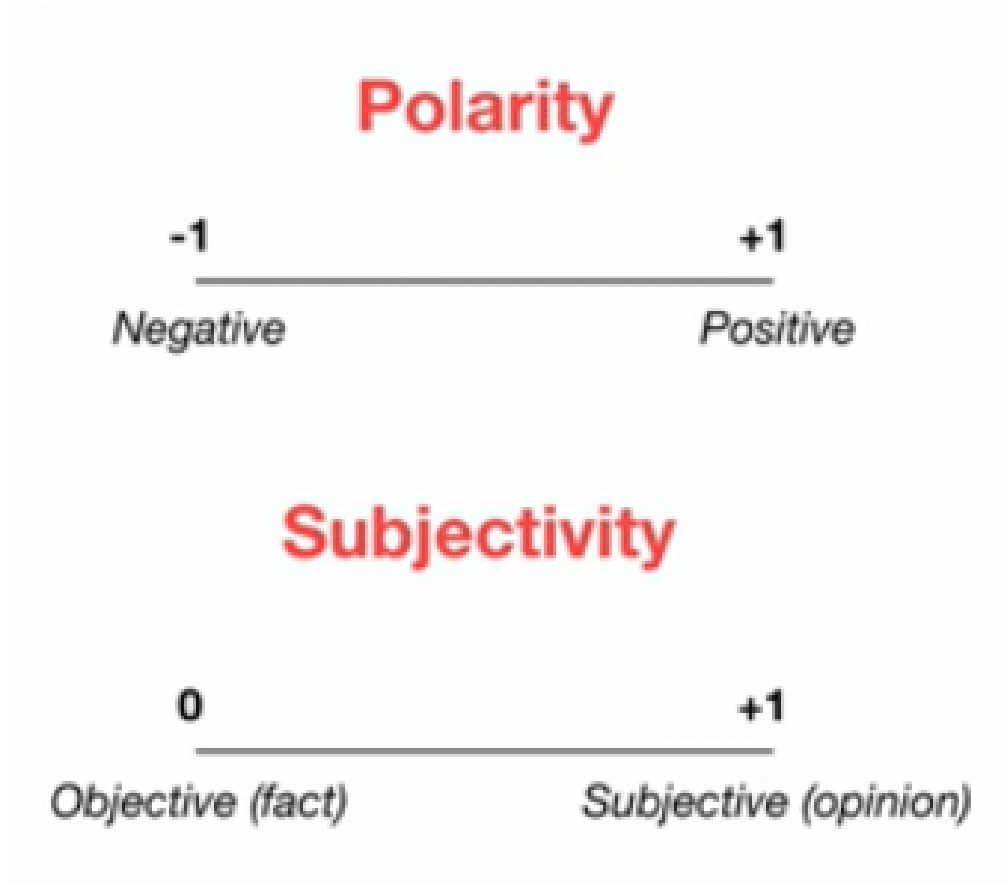 Polarity
-1 +1
Negative Positive
Subjectivity
0 +1
Objective (fact) Subjective (opinion)